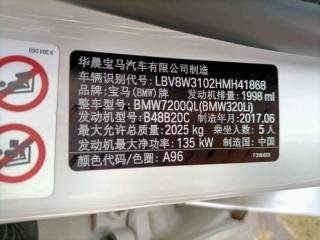 华晨宝马汽车有限公司制造
车辆识别代号: LBV8W3102HMH41868
品牌: 宝马(BMW)牌 发动机排量: 1998 ml
整车型号: BMW7200QL(BMW320Li)
发动机型号: B48B20C 制造年月: 2017.06
最大允许总质量: 2025 kg 乘坐人数: 5 人
发动机最大净功率: 135 kW 制造国: 中国
颜色代码/色: A96